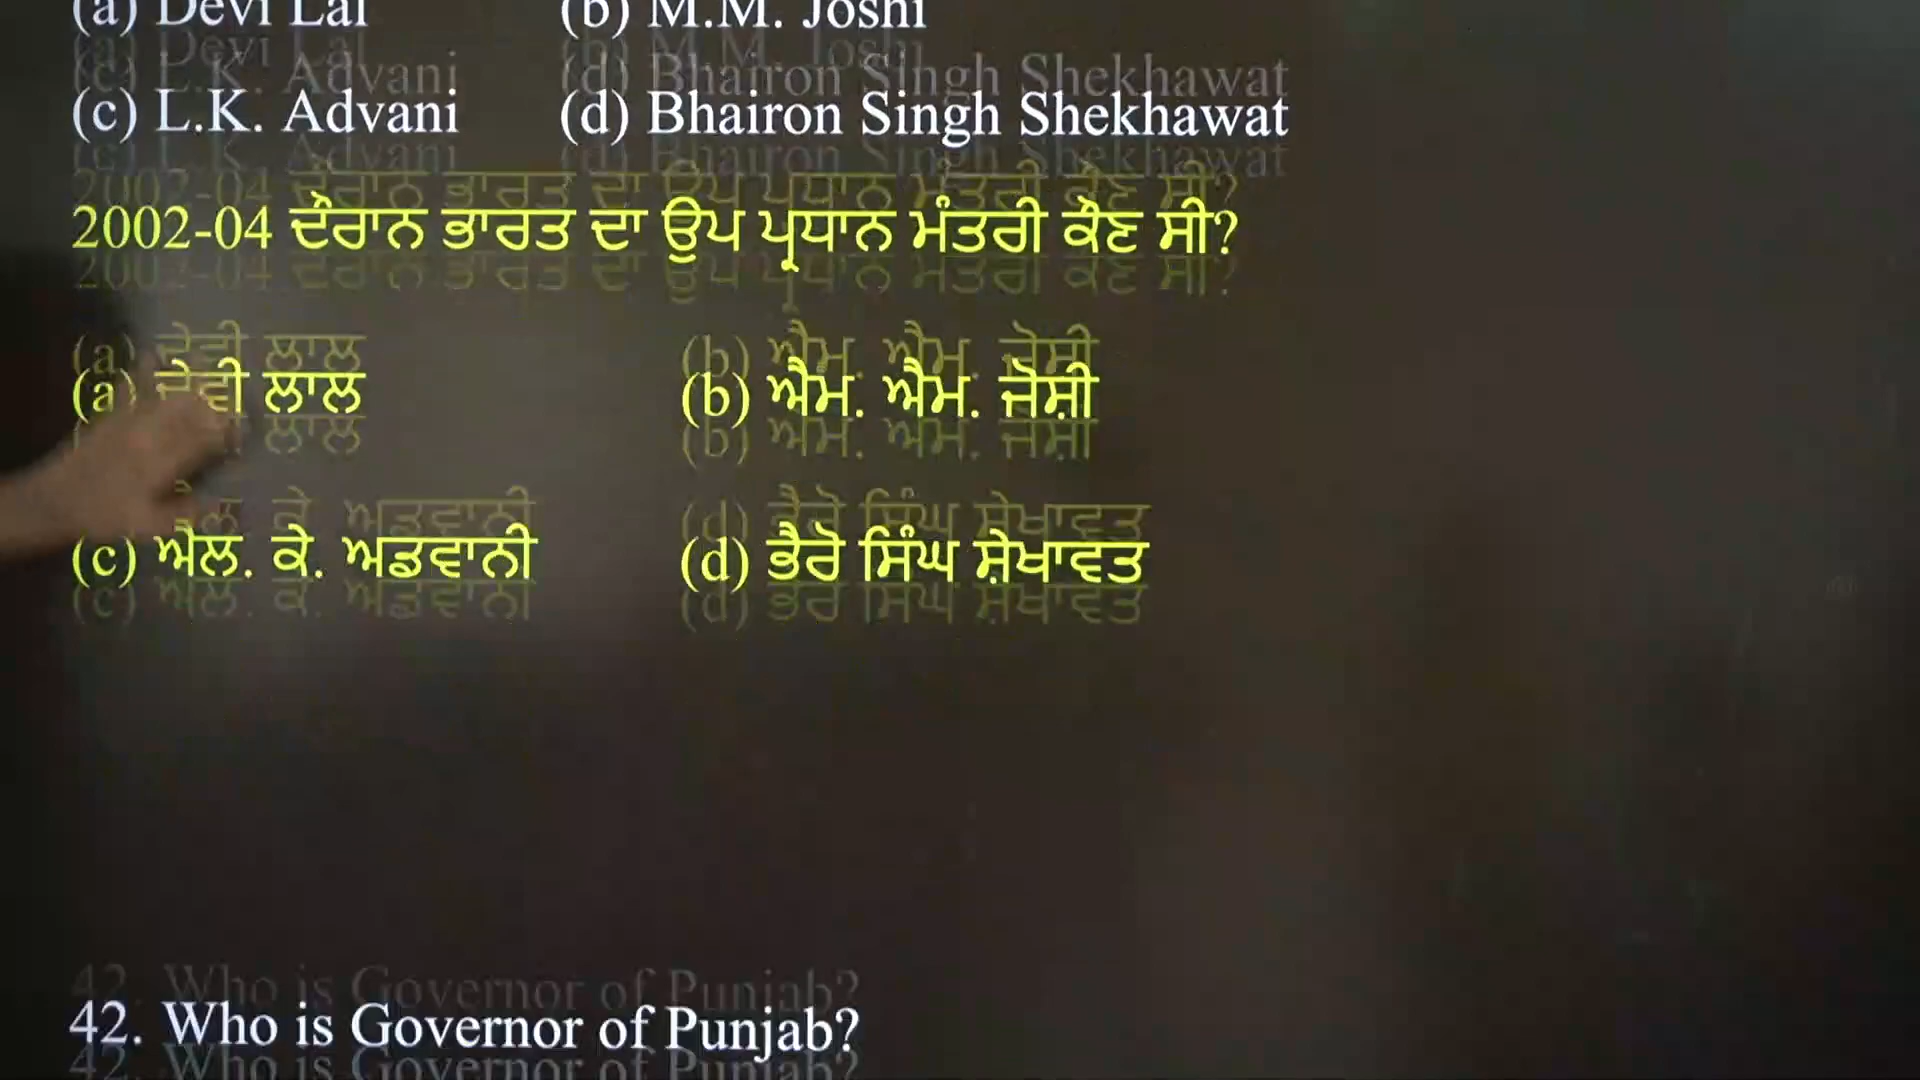 (a) Devi Lal (b) M.M. Joshi
(c) L.K. Advani (d) Bhairon Singh Shekhawat
2002-04 ਦੌਰਾਨ ਭਾਰਤ ਦਾ ਉਪ ਪ੍ਰਧਾਨ ਮੰਤਰੀ ਕੌਣ ਸੀ?
(a) ਦੇਵੀ ਲਾਲ (b) ਐਮ. ਐਮ. ਜੋਸ਼ੀ
(c) ਐਲ. ਕੇ. ਅਡਵਾਨੀ (d) ਭੈਰੋ ਸਿੰਘ ਸ਼ੇਖਾਵਤ
42. Who is Governor of Punjab?